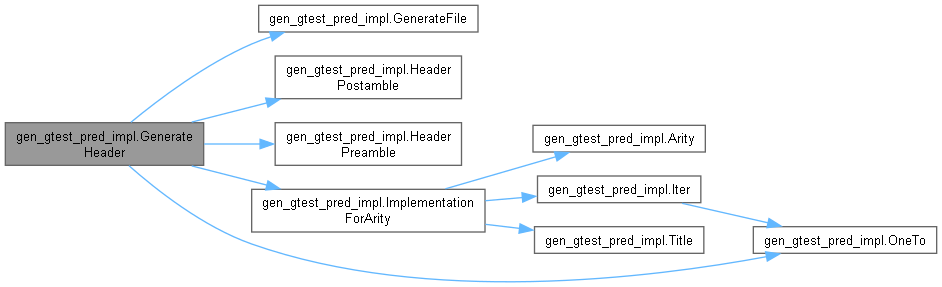 gen_gtest_pred_impl.GenerateFile
gen_gtest_pred_impl.Header
Postamble
gen_gtest_pred_impl.Generate
Header
gen_gtest_pred_impl.Header
Preamble
gen_gtest_pred_impl.Arity
gen_gtest_pred_impl.Implementation
ForArity
gen_gtest_pred_impl.Iter
gen_gtest_pred_impl.Title
gen_gtest_pred_impl.OneTo